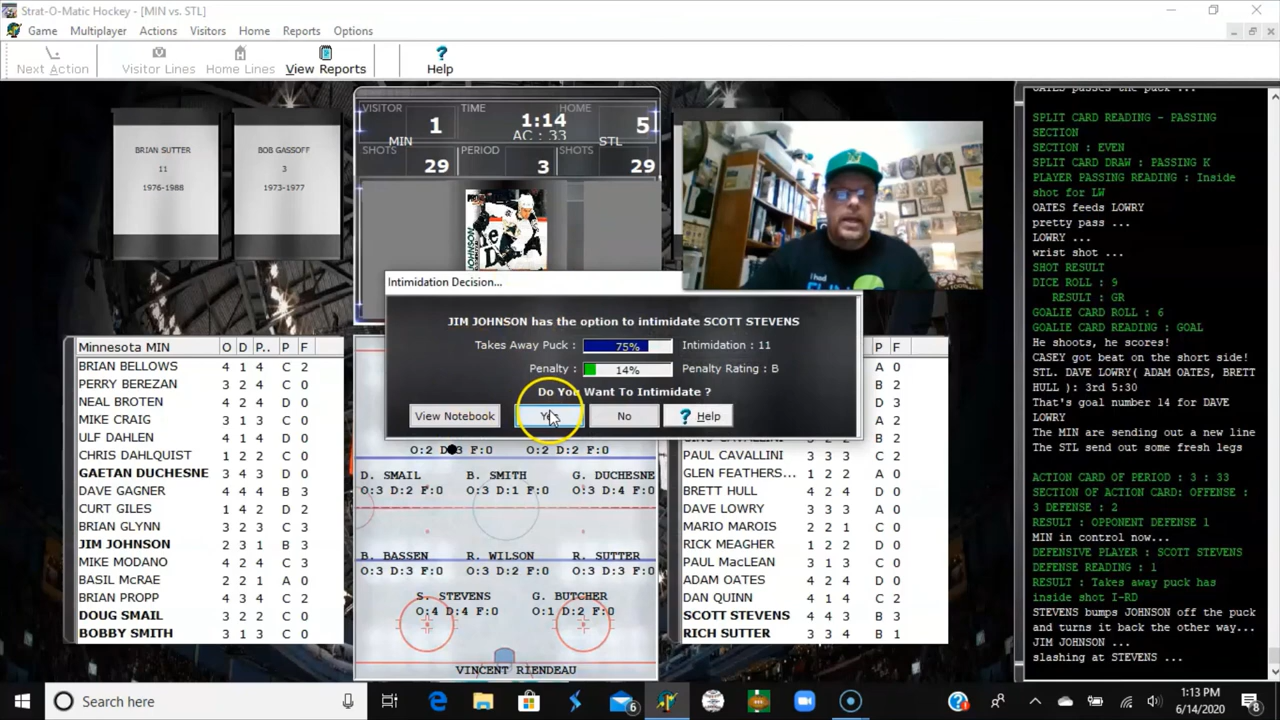 Strat-O-Matic Hockey - [MIN vs. STL]
Game Multiplayer Actions Visitors Home Reports Options
Next Action Visitor Lines Home Lines View Reports Help
BRIAN SUTTER
11
1976-1988
BOB GASSOFF
3
1973-1977
VISITOR TIME HOME
1 1:14 5
MIN AC : 33 STL
SHOTS PERIOD SHOTS
29 3 29
JOHNSON
Intimidation Decision...
JIM JOHNSON has the option to intimidate SCOTT STEVENS
Takes Away Puck : 75% Intimidation : 11
Penalty : 14% Penalty Rating : B
Do You Want To Intimidate ?
View Notebook No Help
Minnesota MIN O D P.. P F
BRIAN BELLOWS 4 1 4 C 2
PERRY BEREZAN 3 2 4 C 0
NEAL BROTEN 4 2 4 D 0
MIKE CRAIG 3 1 2 C 0
ULF DAHLEN 4 1 4 D 0
CHRIS DAHLQUIST 1 2 2 C 0
GAETAN DUCHESNE 3 4 3 D 0
DAVE GAGNER 4 4 4 B 3
CURT GILES 1 4 2 D 2
BRIAN GLYNN 3 2 3 C 3
JIM JOHNSON 2 3 1 B 3
MIKE MODANO 4 2 3 C 0
BASIL McRAE 2 2 1 A 0
BRIAN PROPP 4 3 4 C 2
DOUG SMAIL 3 2 4 D 0
BOBBY SMITH 3 1 3 C 0
O:2 D:3 F:0 O:2 D:2 F:0
D. SMAIL B. SMITH G. DUCHESNE
O:3 D:2 F:0 O:3 D:1 F:0 O:3 D:4 F:0
B. BASSEN R. WILSON R. SUTTER
O:3 D:3 F:0 O:3 D:2 F:0 O:3 D:3 F:0
S. STEVENS G. BUTCHER
O:4 D:4 F:0 O:1 D:2 F:0
VINCENT RIENDEAU
P F
A 0
B 2
D 3
A 2
B 2
PAUL CAVALLINI 3 3 3 C 2
GLEN FEATHERS... 1 2 2 C 0
BRETT HULL 4 2 4 D 0
DAVE LOWRY 3 3 3 A 0
MARIO MAROIS 2 2 1 C 0
RICK MEAGHER 1 2 2 D 0
PAUL MacLEAN 3 1 3 C 0
ADAM OATES 4 2 4 D 0
DAN QUINN 4 1 4 C 2
SCOTT STEVENS 4 4 3 B 3
RICH SUTTER 3 3 4 B 1
OATES passes the puck ...
SPLIT CARD READING - PASSING
SECTION
SECTION : EVEN
SPLIT CARD DRAW : PASSING K
PLAYER PASSING READING : Inside
shot for LW
OATES feeds LOWRY
pretty pass ...
LOWRY ...
wrist shot ...
SHOT RESULT
DICE ROLL : 9
RESULT : GR
GOALIE CARD ROLL : 6
GOALIE CARD READING : GOAL
He shoots, he scores!
CASEY got beat on the short side!
STL. DAVE LOWRY( ADAM OATES, BRETT
HULL ): 3rd 5:30
That's goal number 14 for DAVE
LOWRY
The MIN are sending out a new line
The STL send out some fresh legs
ACTION CARD OF PERIOD : 3 : 33
SECTION OF ACTION CARD: OFFENSE :
3 DEFENSE : 2
RESULT : OPPONENT DEFENSE 1
MIN in control now...
DEFENSIVE PLAYER : SCOTT STEVENS
DEFENSE READING : 1
RESULT : Takes away puck has
inside shot I-RD
STEVENS bumps JOHNSON off the puck
and turns it back the other way...
JIM JOHNSON ...
slashing at STEVENS ...
Search here
6
1:13 PM
6/14/2020
8